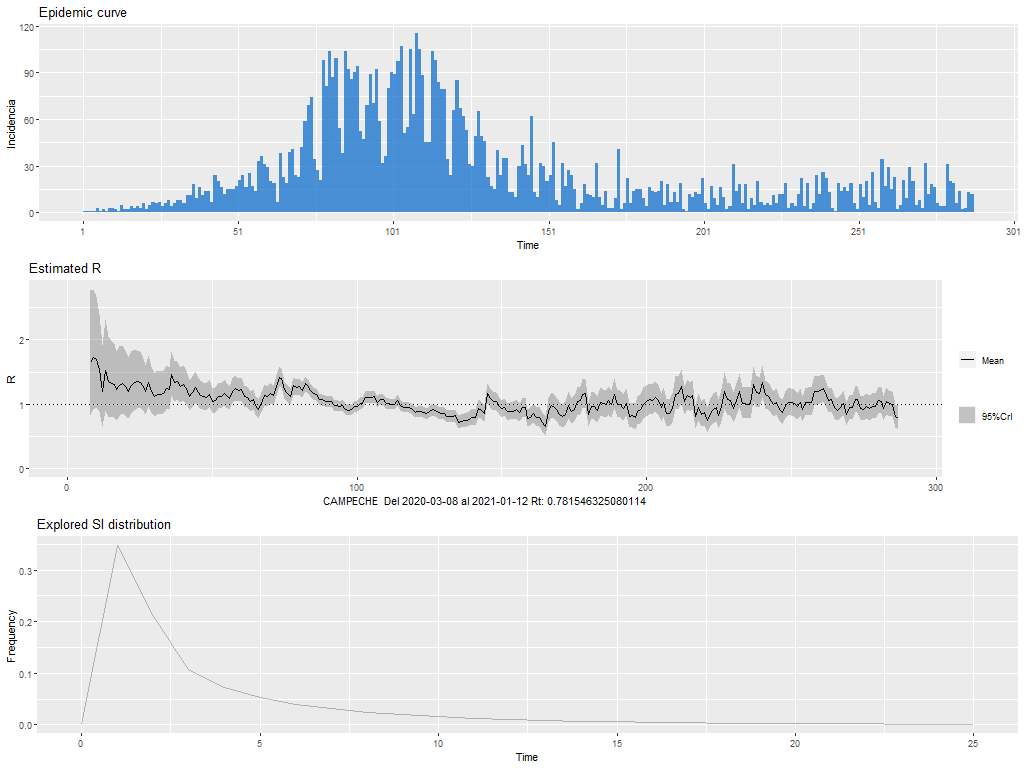 Epidemic curve
120
90
60
30
0
Incidencia
1
51
101
151
201
251
301
Time
Estimated R
2
1
0
R
0
100
200
300
Mean
95%CrI
CAMPECHE Del 2020-03-08 al 2021-01-12 Rt: 0.781546325080114
Explored SI distribution
0.3
0.2
0.1
0.0
Frequency
0
5
10
15
20
25
Time